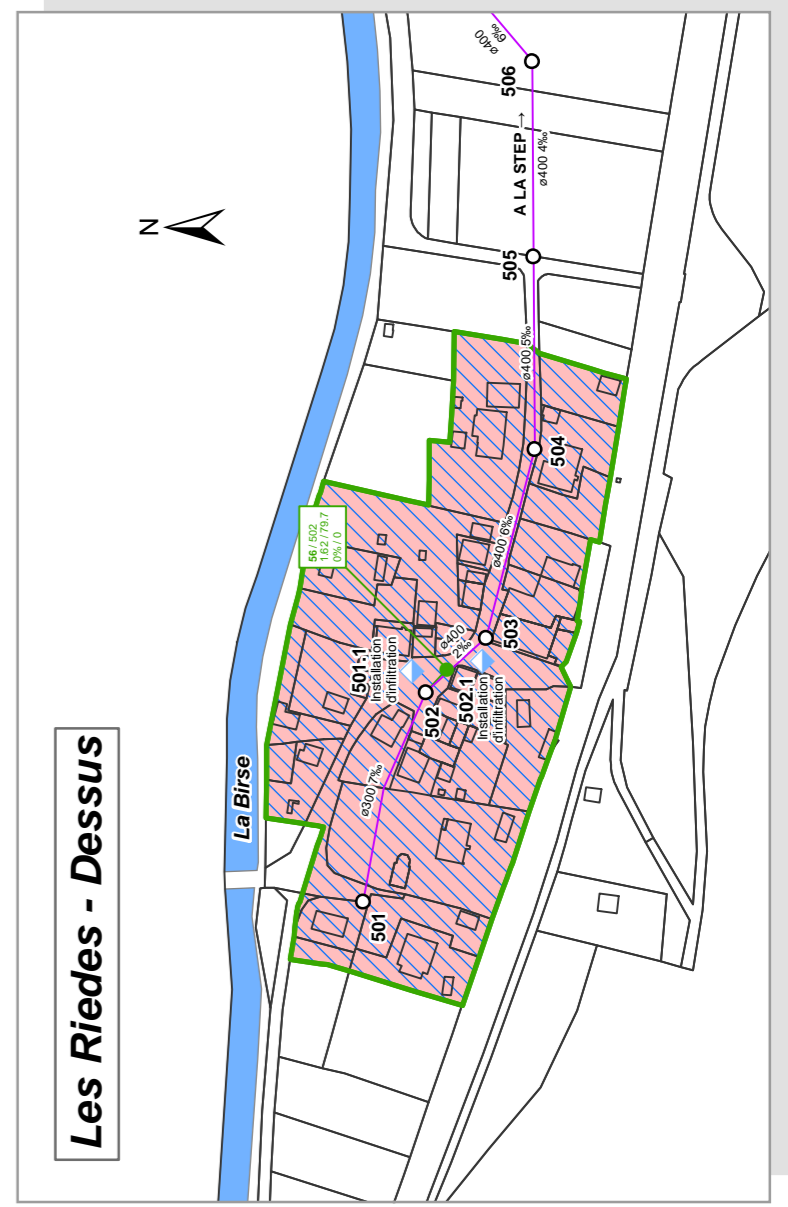 Les Riedes - Dessus
La Birse
N
56 / 502
1.62 / 79.7
0% / 0
501
ø300 7‰
502
501.1
Installation
d'infiltration
502.1
Installation
d'infiltration
ø400
2‰
503
ø400 6‰
504
ø400 5‰
505
A LA STEP →
ø400 4‰
506
ø400
6‰